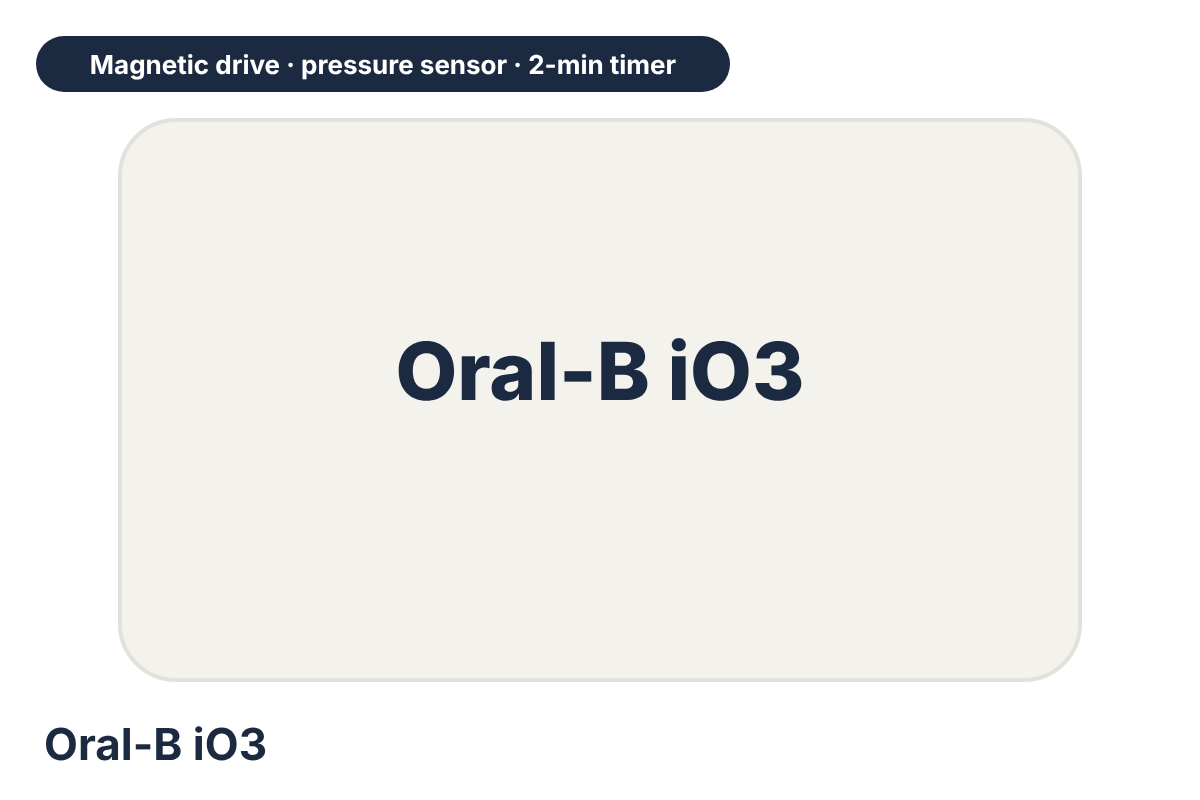 Magnetic drive · pressure sensor · 2-min timer
Oral-B iO3
Oral-B iO3